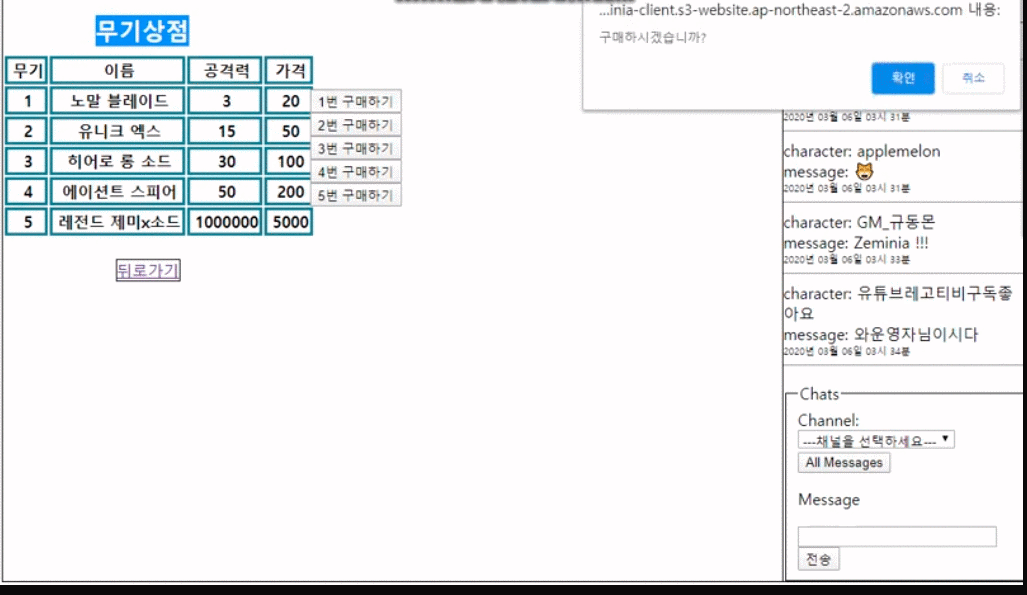 무기상점
무기 이름 공격력 가격
1 노말 블레이드 3 20 1번 구매하기
2 유니크 엑스 15 50 2번 구매하기
3 히어로 롱 소드 30 100 3번 구매하기
4 에이션트 스피어 50 200 4번 구매하기
5 레전드 제미x소드 1000000 5000 5번 구매하기
뒤로가기
...inia-client.s3-website.ap-northeast-2.amazonaws.com 내용:
구매하시겠습니까?
확인 취소
2020년 03월 06일 03시 31분
character: applemelon
message: 😸
2020년 03월 06일 03시 31분
character: GM_규동몬
message: Zeminia !!!
2020년 03월 06일 03시 33분
character: 유튜브레고티비구독좋
아요
message: 와운영자님이시다
2020년 03월 06일 03시 34분
Chats
Channel:
---채널을 선택하세요---
All Messages
Message
전송